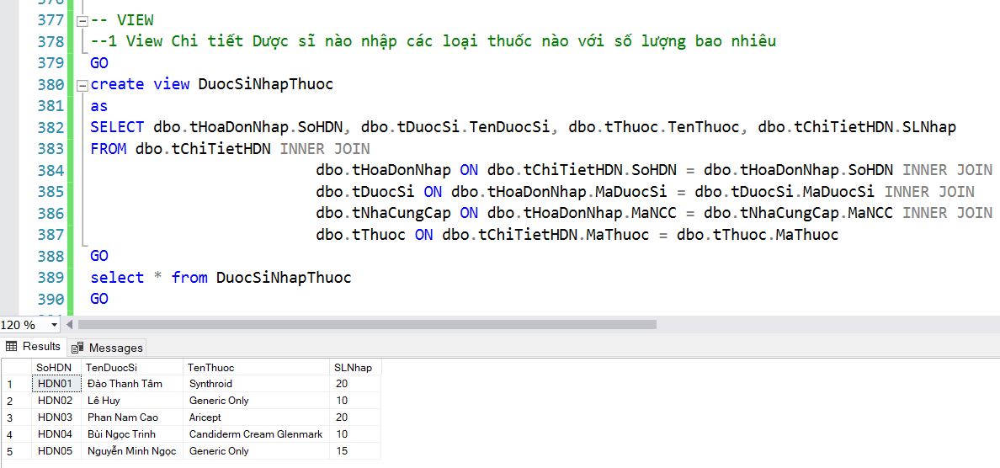 377 -- VIEW
378 --1 View Chi tiết Dược sĩ nào nhập các loại thuốc nào với số lượng bao nhiêu
379 GO
380 create view DuocSiNhapThuoc
381 as
382 SELECT dbo.tHoaDonNhap.SoHDN, dbo.tDuocSi.TenDuocSi, dbo.tThuoc.TenThuoc, dbo.tChiTietHDN.SLNhap
383 FROM dbo.tChiTietHDN INNER JOIN
384 dbo.tHoaDonNhap ON dbo.tChiTietHDN.SoHDN = dbo.tHoaDonNhap.SoHDN INNER JOIN
385 dbo.tDuocSi ON dbo.tHoaDonNhap.MaDuocSi = dbo.tDuocSi.MaDuocSi INNER JOIN
386 dbo.tNhaCungCap ON dbo.tHoaDonNhap.MaNCC = dbo.tNhaCungCap.MaNCC INNER JOIN
387 dbo.tThuoc ON dbo.tChiTietHDN.MaThuoc = dbo.tThuoc.MaThuoc
388 GO
389 select * from DuocSiNhapThuoc
390 GO
120 %
Results Messages
SoHDN TenDuocSi TenThuoc SLNhap
1 HDN01 Đào Thanh Tâm Synthroid 20
2 HDN02 Lê Huy Generic Only 10
3 HDN03 Phan Nam Cao Aricept 20
4 HDN04 Bùi Ngọc Trinh Candiderm Cream Glenmark 10
5 HDN05 Nguyễn Minh Ngọc Generic Only 15